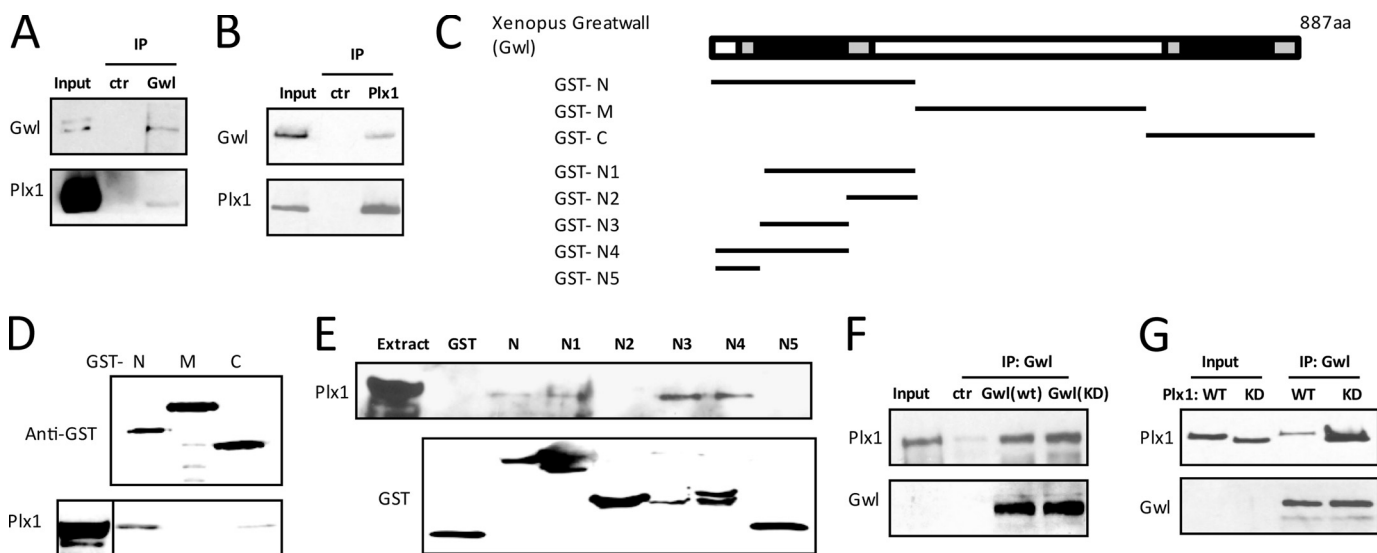 A
IP
Input ctr Gwl
Gwl
Plx1
B
IP
Input ctr Plx1
Gwl
Plx1
C
Xenopus Greatwall
(Gwl)
887aa
GST- N
GST- M
GST- C
GST- N1
GST- N2
GST- N3
GST- N4
GST- N5
D
GST- N M C
Anti-GST
Plx1
E
Extract GST N N1 N2 N3 N4 N5
Plx1
GST
F
IP: Gwl
Input ctr Gwl(wt) Gwl(KD)
Plx1
Gwl
G
Input IP: Gwl
Plx1: WT KD WT KD
Plx1
Gwl